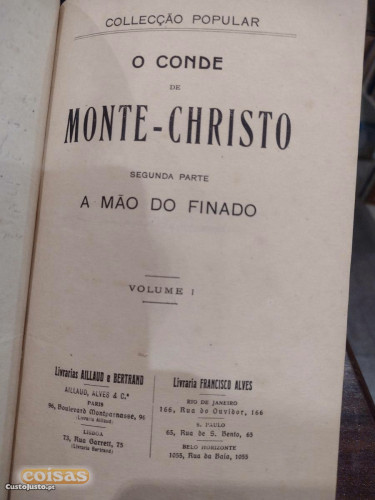 COLLECÇÃO POPULAR
O CONDE
DE
MONTE-CHRISTO
SEGUNDA PARTE
A MÃO DO FINADO
VOLUME I
Livrarias AILLAUD e BERTRAND
AILLAUD, ALVES & C.ª
PARIS
96, Boulevard Montparnasse, 96
(Livraria Aillaud)
LISBOA
73, Rua Garrett, 75
(Livraria Bertrand)
Livraria FRANCISCO ALVES
RIO DE JANEIRO
166, Rua do Ouvidor, 166
S. PAULO
65, Rua de S. Bento, 65
BELO HORIZONTE
1055, Rua da Baia, 1055
coisas
CustoJusto.pt